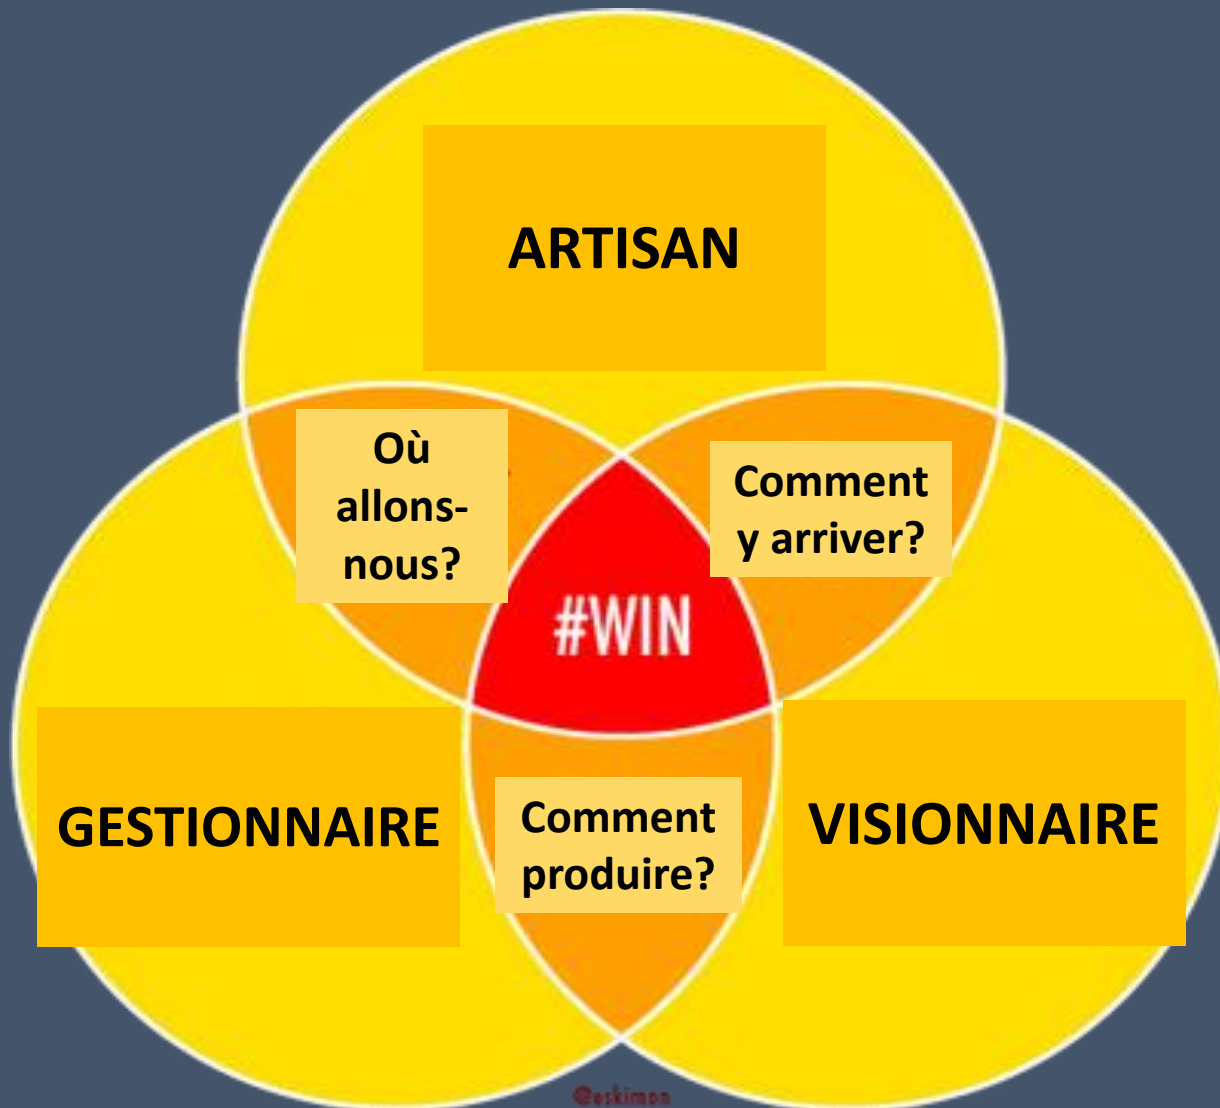 ARTISAN
Où
allons-
nous?
Comment
y arriver?
#WIN
GESTIONNAIRE
Comment
produire?
VISIONNAIRE
@eskimon